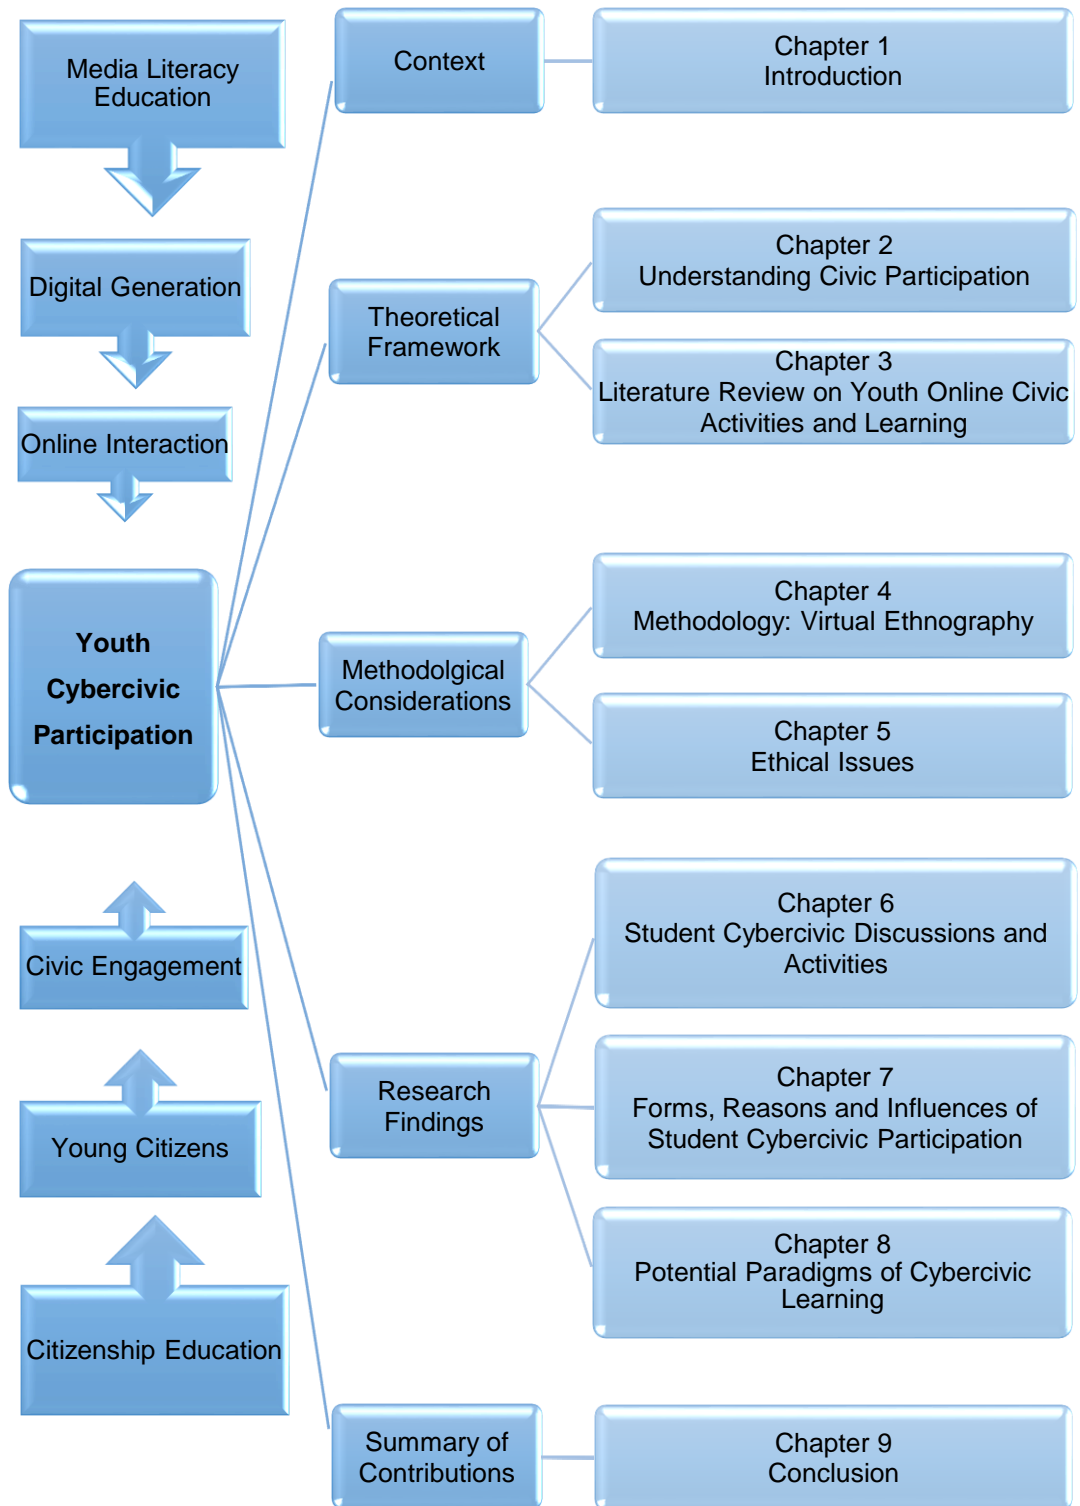 Media Literacy
Education
Digital Generation
Online Interaction
Youth
Cybercivic
Participation
Civic Engagement
Young Citizens
Citizenship Education
Context
Chapter 1
Introduction
Theoretical
Framework
Chapter 2
Understanding Civic Participation
Chapter 3
Literature Review on Youth Online Civic
Activities and Learning
Methodolgical
Considerations
Chapter 4
Methodology: Virtual Ethnography
Chapter 5
Ethical Issues
Research
Findings
Chapter 6
Student Cybercivic Discussions and
Activities
Chapter 7
Forms, Reasons and Influences of
Student Cybercivic Participation
Chapter 8
Potential Paradigms of Cybercivic
Learning
Summary of
Contributions
Chapter 9
Conclusion